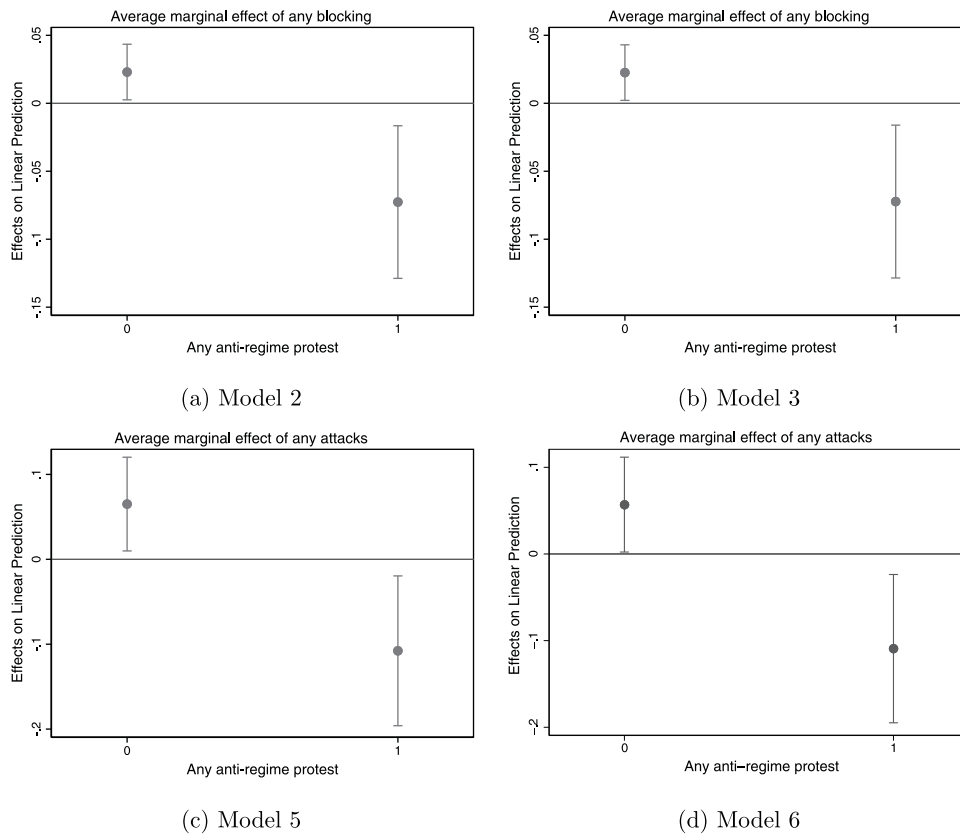 Average marginal effect of any blocking
Effects on Linear Prediction
.05
0
-.05
-.1
-.15
0
1
Any anti-regime protest
(a) Model 2
Average marginal effect of any blocking
Effects on Linear Prediction
.05
0
-.05
-.1
-.15
0
1
Any anti-regime protest
(b) Model 3
Average marginal effect of any attacks
Effects on Linear Prediction
.1
0
-.1
-.2
0
1
Any anti-regime protest
(c) Model 5
Average marginal effect of any attacks
Effects on Linear Prediction
.1
0
-.1
-.2
0
1
Any anti−regime protest
(d) Model 6